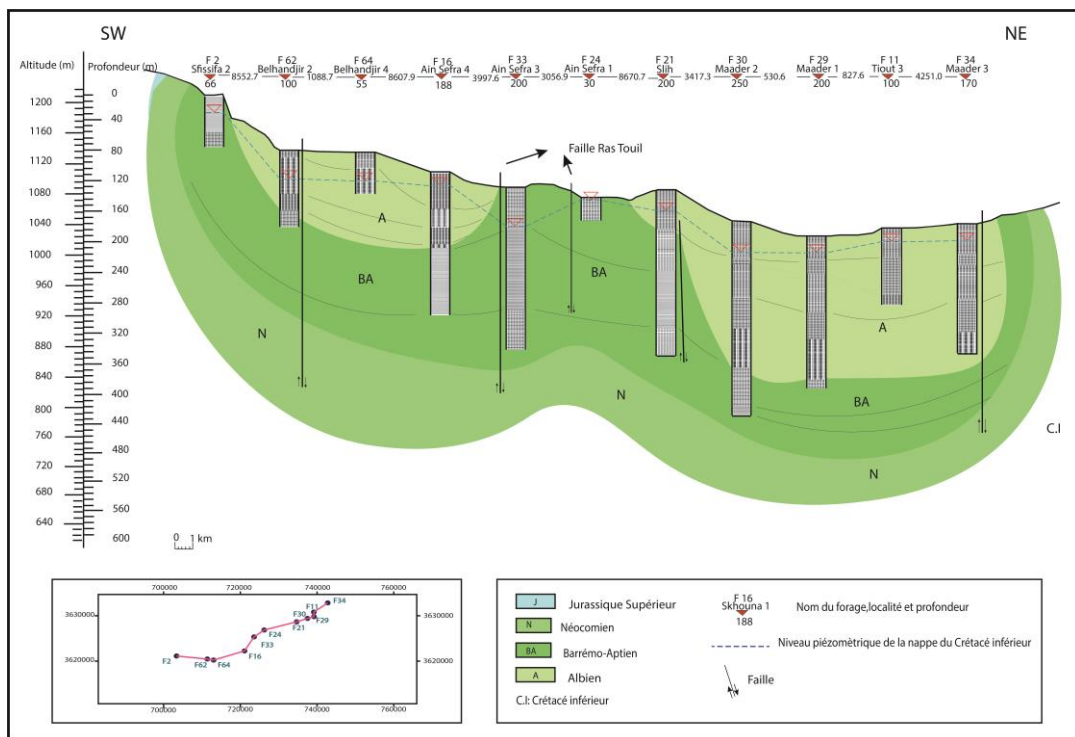 SW
NE
Altitude (m)
Profondeur (m)
F 2
Sfissifa 2
66
8552.7
F 62
Belhandjir 2
100
1088.7
F 64
Belhandjir 4
55
8607.9
F 16
Ain Sefra 4
188
3997.6
F 33
Ain Sefra 3
200
3056.9
F 24
Ain Sefra 1
30
8670.7
F 21
Slih
200
3417.3
F 30
Maader 2
250
530.6
F 29
Maader 1
200
827.6
F 11
Tiout 3
100
4251.0
F 34
Maader 3
170
1200
1160
1120
1080
1040
1000
960
920
880
840
800
760
720
680
640
0
40
80
120
160
200
240
280
320
360
400
440
480
520
560
600
Faille Ras Touil
A
BA
BA
N
N
A
BA
N
C.I
0 1 km
700000 720000 740000 760000
3630000
3620000
3630000
3620000
F2
F62
F64
F16
F33
F24
F21
F30
F29
F11
F34
700000 720000 740000 760000
J Jurassique Supérieur
N Néocomien
BA Barrémo-Aptien
A Albien
C.I: Crétacé inférieur
F 16
Skhouna 1
188
Nom du forage,localité et profondeur
Niveau piézomètrique de la nappe du Crétacé inférieur
Faille